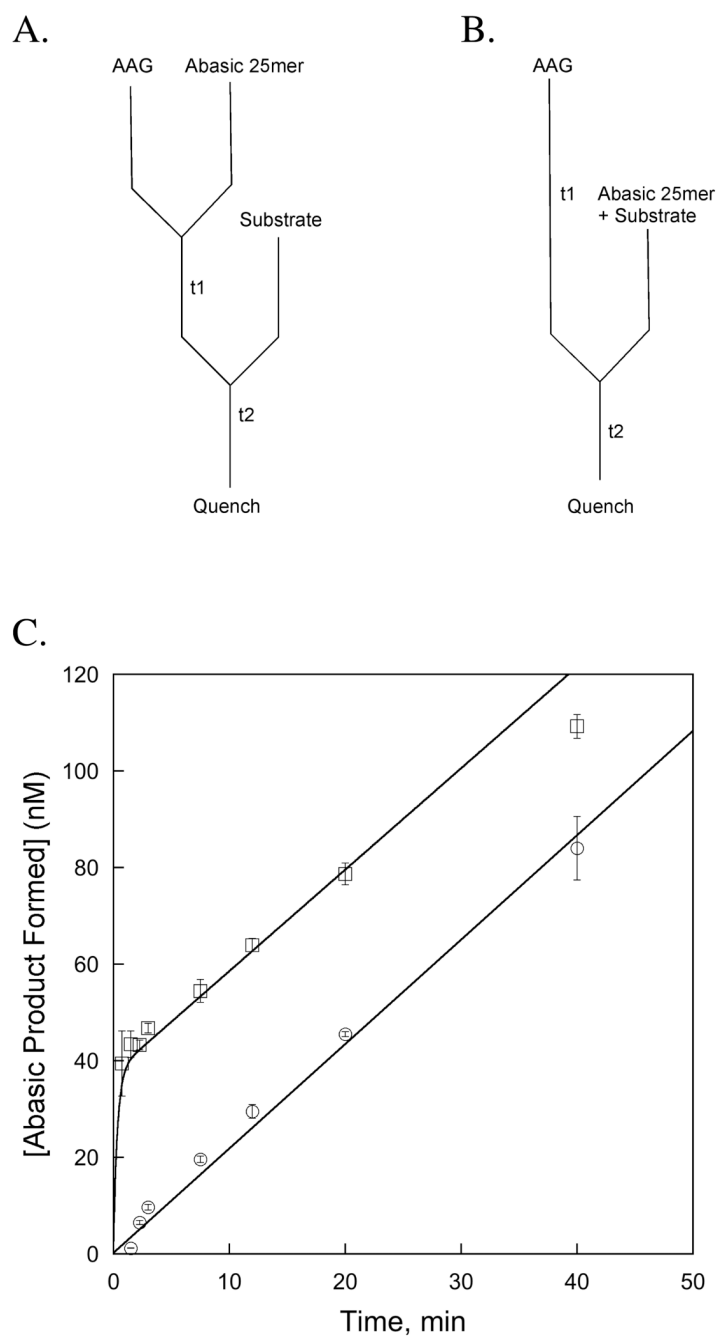 A.
AAG Abasic 25mer
Substrate
t1
t2
Quench
B.
AAG
t1
Abasic 25mer
+ Substrate
t2
Quench
C.
[Abasic Product Formed] (nM)
120
100
80
60
40
20
0
0 10 20 30 40 50
Time, min